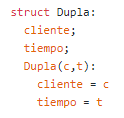 struct Dupla:
  cliente;
  tiempo;
  Dupla(c,t):
    cliente = c
    tiempo = t